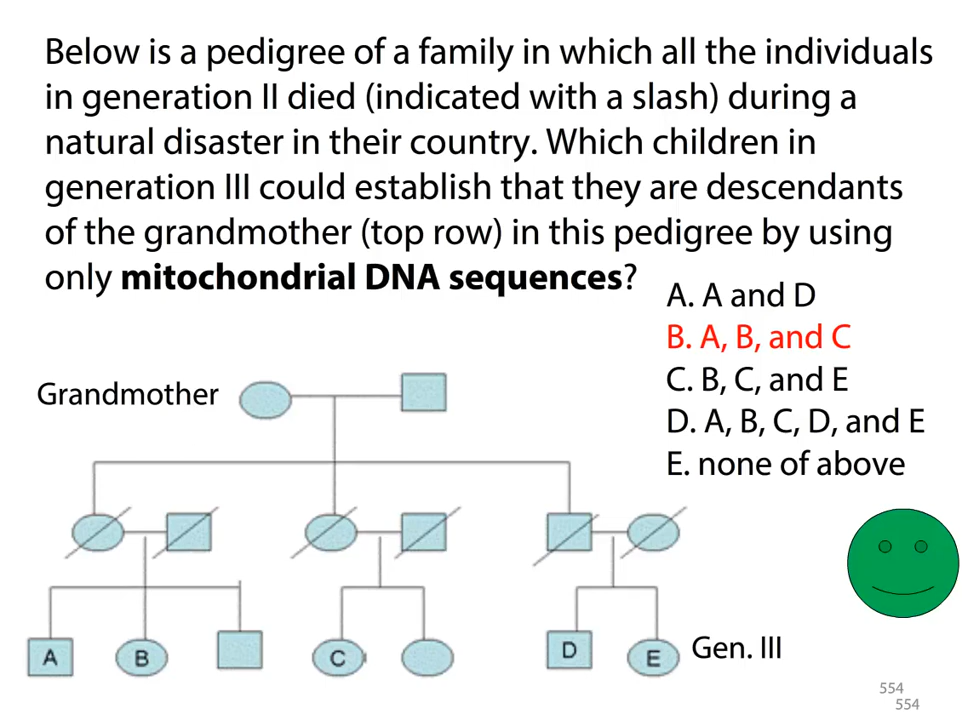 Below is a pedigree of a family in which all the individuals
in generation II died (indicated with a slash) during a
natural disaster in their country. Which children in
generation III could establish that they are descendants
of the grandmother (top row) in this pedigree by using
only mitochondrial DNA sequences?
A. A and D
B. A, B, and C
C. B, C, and E
D. A, B, C, D, and E
E. none of above
Grandmother
A B C D E Gen. III
554
554